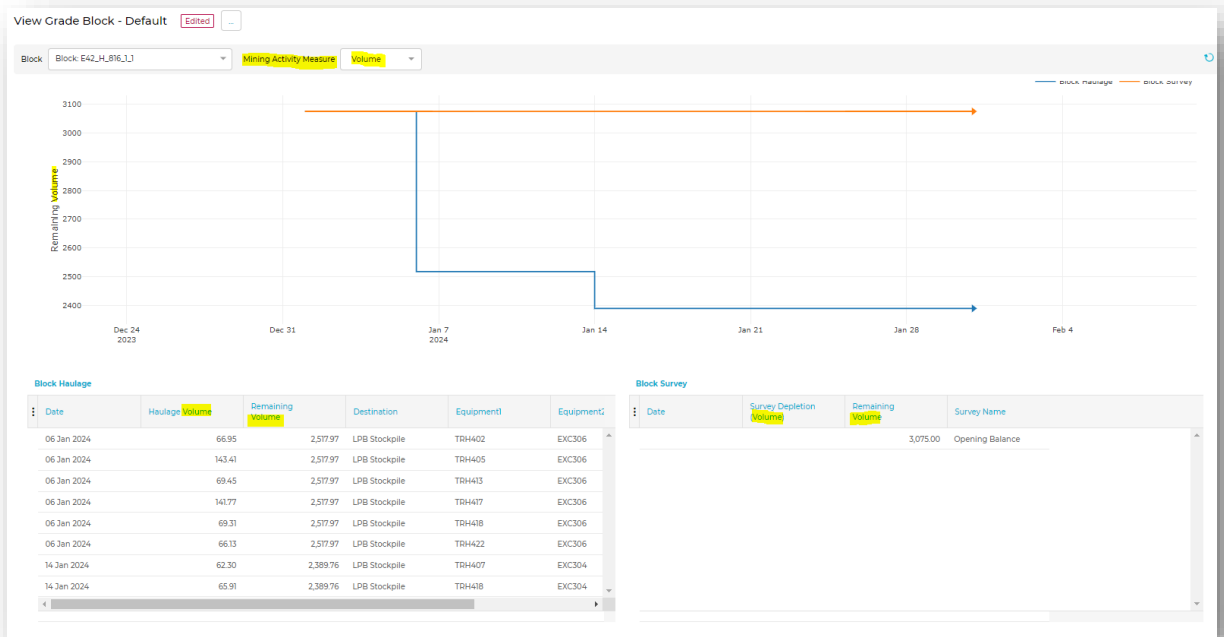 View Grade Block - Default Edited ...
Block Block: E42_H_816_1_1 Mining Activity Measure Volume
Block Haulage Block Survey
3100
3000
2900
2800
2700
2600
2500
2400
Remaining Volume
Dec 24 Dec 31 Jan 7 Jan 14 Jan 21 Jan 28 Feb 4
2023 2024
Block Haulage
Date Haulage Volume Remaining Volume Destination Equipment1 Equipment2
06 Jan 2024 66.95 2,517.97 LPB Stockpile TRH402 EXC306
06 Jan 2024 143.41 2,517.97 LPB Stockpile TRH405 EXC306
06 Jan 2024 69.45 2,517.97 LPB Stockpile TRH413 EXC306
06 Jan 2024 141.77 2,517.97 LPB Stockpile TRH417 EXC306
06 Jan 2024 69.31 2,517.97 LPB Stockpile TRH418 EXC306
06 Jan 2024 66.13 2,517.97 LPB Stockpile TRH422 EXC306
14 Jan 2024 62.30 2,389.76 LPB Stockpile TRH407 EXC304
14 Jan 2024 65.91 2,389.76 LPB Stockpile TRH418 EXC304
Block Survey
Date Survey Depletion (Volume) Remaining Volume Survey Name
3,075.00 Opening Balance